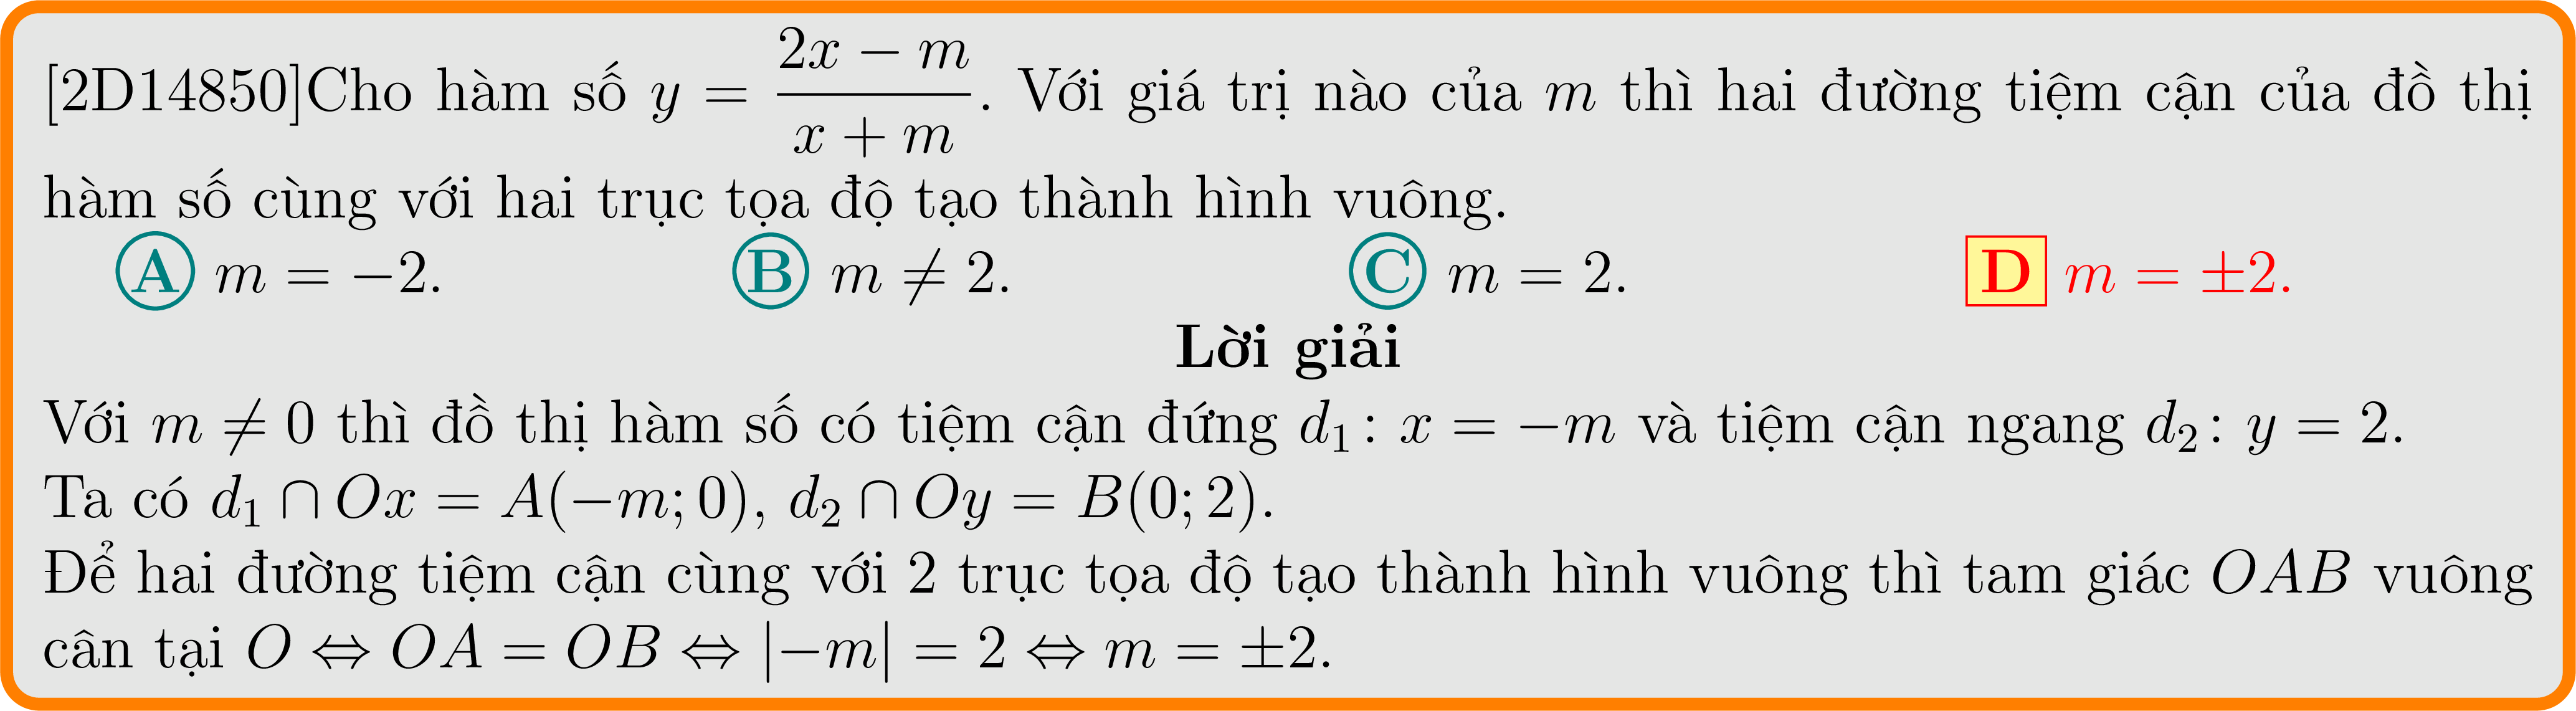 [2D14850]Cho hàm số $y = \dfrac{2x - m}{x + m}$. Với giá trị nào của $m$ thì hai đường tiệm cận của đồ thị
hàm số cùng với hai trục tọa độ tạo thành hình vuông.
A $m = -2$. B $m \neq 2$. C $m = 2$. D $m = \pm 2$.
Lời giải
Với $m \neq 0$ thì đồ thị hàm số có tiệm cận đứng $d_1 \colon x = -m$ và tiệm cận ngang $d_2 \colon y = 2$.
Ta có $d_1 \cap Ox = A(-m; 0)$, $d_2 \cap Oy = B(0; 2)$.
Để hai đường tiệm cận cùng với 2 trục tọa độ tạo thành hình vuông thì tam giác $OAB$ vuông
cân tại $O \Leftrightarrow OA = OB \Leftrightarrow |-m| = 2 \Leftrightarrow m = \pm 2$.